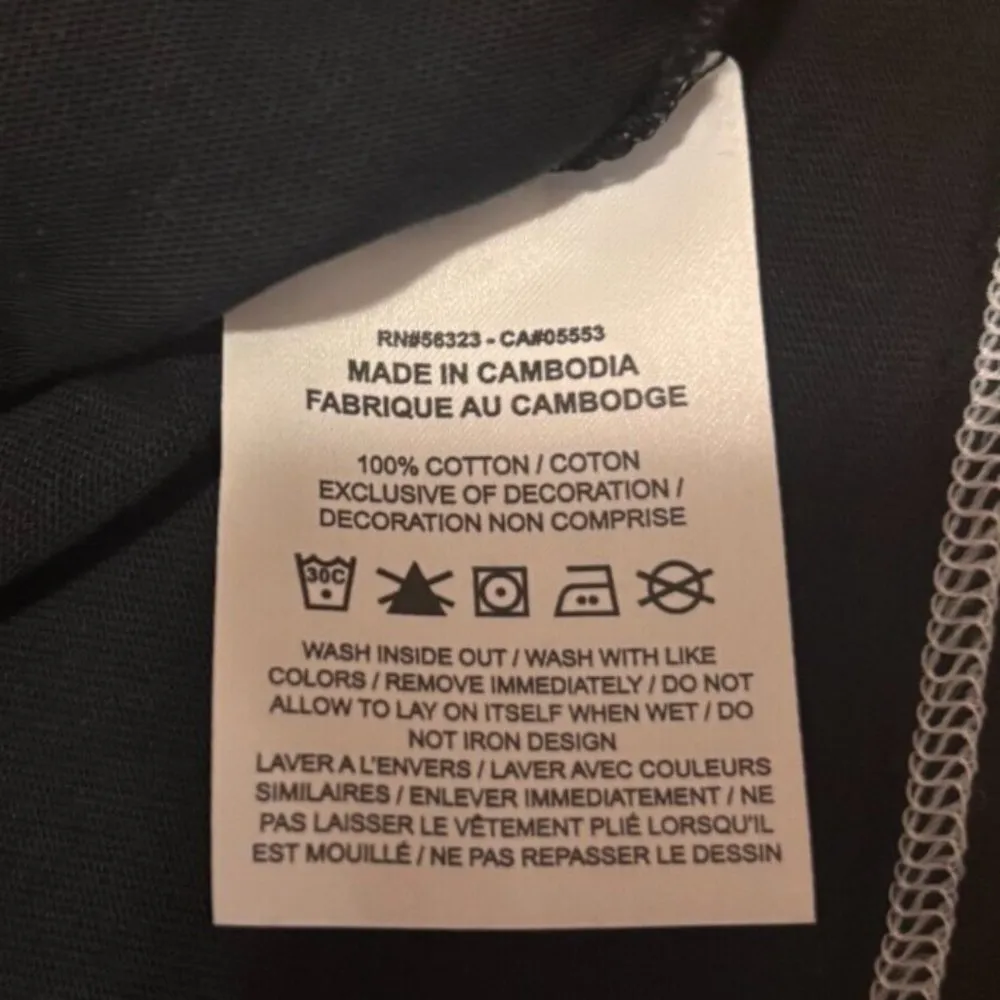 RN#56323 - CA#05553
MADE IN CAMBODIA
FABRIQUE AU CAMBODGE
100% COTTON / COTON
EXCLUSIVE OF DECORATION /
DECORATION NON COMPRISE
30C
WASH INSIDE OUT / WASH WITH LIKE
COLORS / REMOVE IMMEDIATELY / DO NOT
ALLOW TO LAY ON ITSELF WHEN WET / DO
NOT IRON DESIGN
LAVER A L'ENVERS / LAVER AVEC COULEURS
SIMILAIRES / ENLEVER IMMEDIATEMENT / NE
PAS LAISSER LE VÊTEMENT PLIÉ LORSQU'IL
EST MOUILLÉ / NE PAS REPASSER LE DESSIN